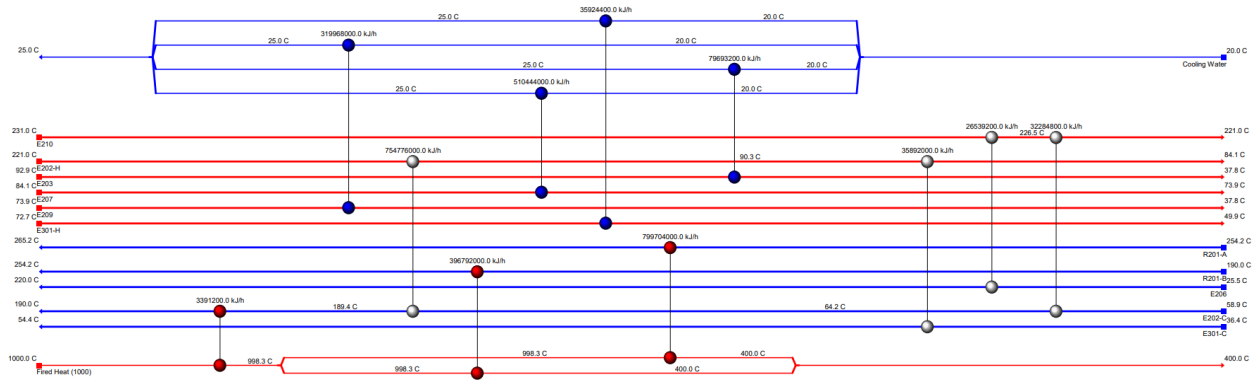 35924400.0 kJ/h
25.0 C 20.0 C
319968000.0 kJ/h
25.0 C 20.0 C
25.0 C 20.0 C
Cooling Water
79693200.0 kJ/h
25.0 C 20.0 C
510444000.0 kJ/h
25.0 C 20.0 C
26539200.0 kJ/h 32284800.0 kJ/h
231.0 C 226.5 C 221.0 C
E210
754776000.0 kJ/h 35892000.0 kJ/h
221.0 C 90.3 C 84.1 C
E202-H
92.9 C 37.8 C
E203
84.1 C 73.9 C
E207
73.9 C 37.8 C
E209
72.7 C 49.9 C
E301-H
799704000.0 kJ/h
265.2 C 254.2 C
R201-A
396792000.0 kJ/h
254.2 C 190.0 C
R201-B
220.0 C 25.5 C
E206
3391200.0 kJ/h
190.0 C 189.4 C 64.2 C 58.9 C
E202-C
54.4 C 36.4 C
E301-C
1000.0 C 998.3 C 998.3 C 400.0 C 400.0 C
Fired Heat (1000)
998.3 C 400.0 C